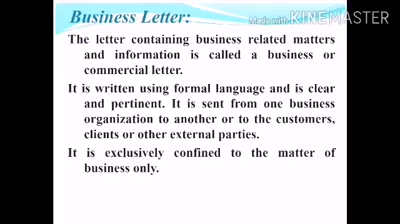 Business Letter:
Made with KINEMASTER
The letter containing business related matters
and information is called a business or
commercial letter.
It is written using formal language and is clear
and pertinent. It is sent from one business
organization to another or to the customers,
clients or other external parties.
It is exclusively confined to the matter of
business only.